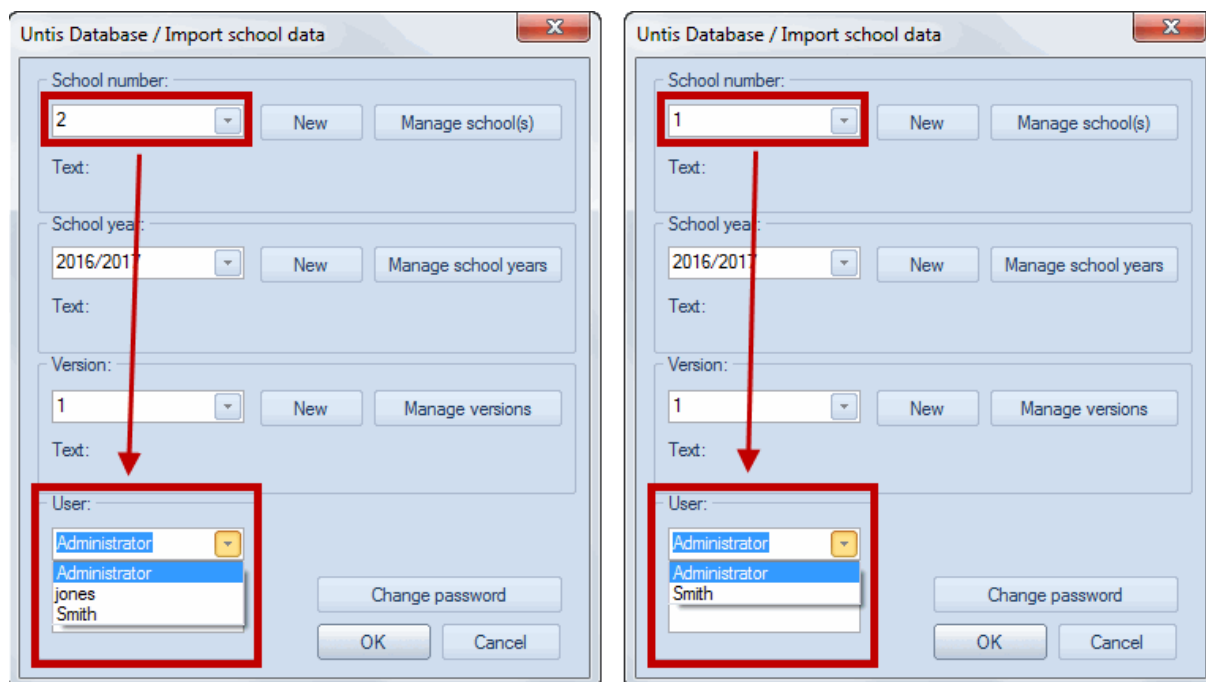 Untis Database / Import school data
School number:
2
New
Manage school(s)
Text:
School year:
2016/2017
New
Manage school years
Text:
Version:
1
New
Manage versions
Text:
User:
Administrator
Administrator
jones
Smith
Change password
OK
Cancel
Untis Database / Import school data
School number:
1
New
Manage school(s)
Text:
School year:
2016/2017
New
Manage school years
Text:
Version:
1
New
Manage versions
Text:
User:
Administrator
Administrator
Smith
Change password
OK
Cancel